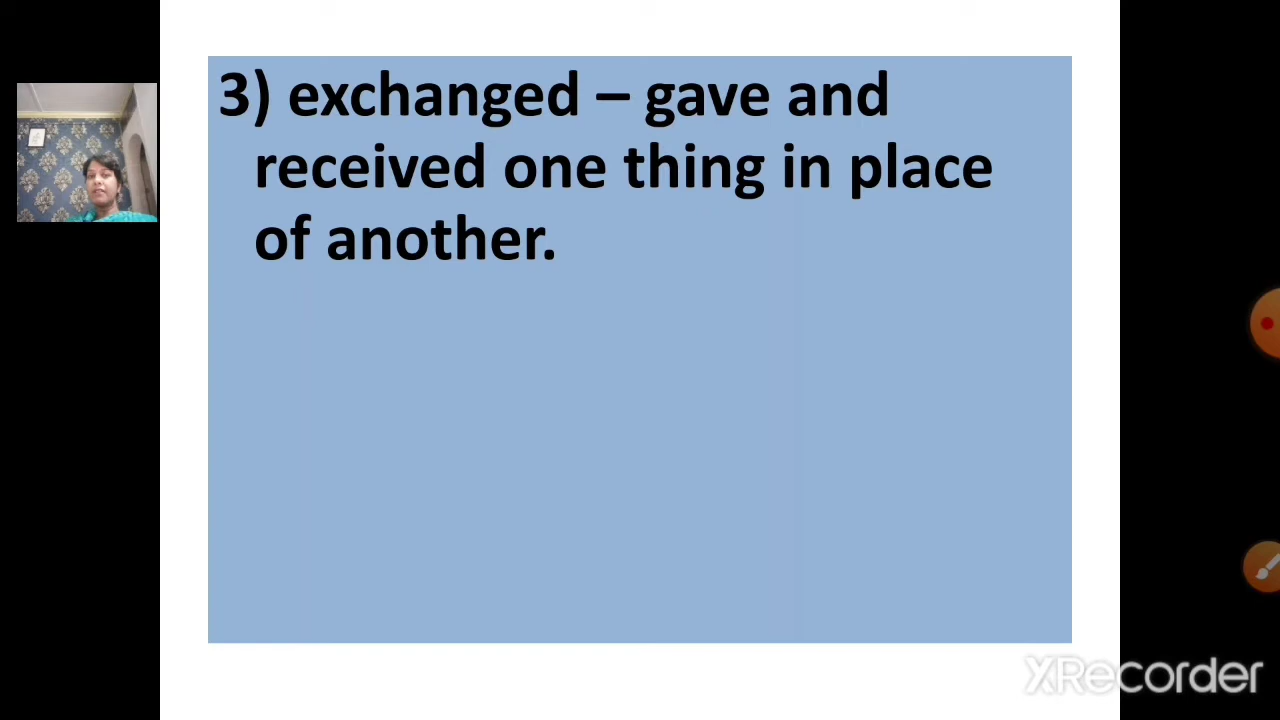 3) exchanged – gave and
received one thing in place
of another.
XRecorder